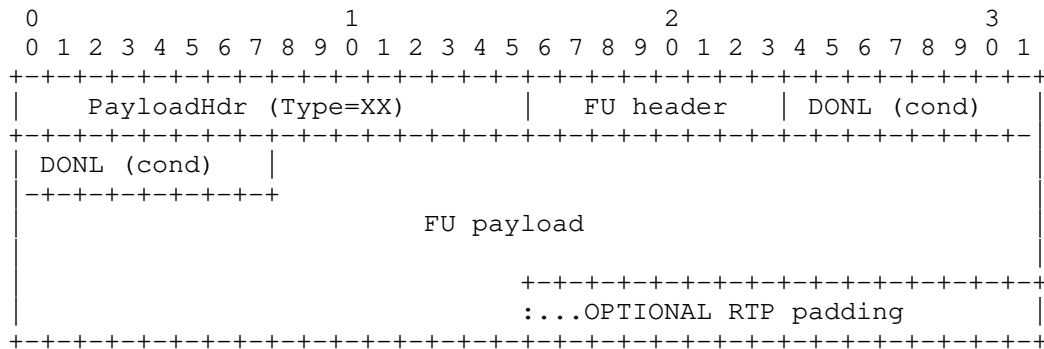 0                   1                   2                   3
 0 1 2 3 4 5 6 7 8 9 0 1 2 3 4 5 6 7 8 9 0 1 2 3 4 5 6 7 8 9 0 1
+-+-+-+-+-+-+-+-+-+-+-+-+-+-+-+-+-+-+-+-+-+-+-+-+-+-+-+-+-+-+-+-+
|    PayloadHdr (Type=XX)       |   FU header   | DONL (cond)   |
+-+-+-+-+-+-+-+-+-+-+-+-+-+-+-+-+-+-+-+-+-+-+-+-+-+-+-+-+-+-+-+-|
| DONL (cond)   |                                               |
|-+-+-+-+-+-+-+-+                                               |
|                         FU payload                            |
|                                                               |
|                               +-+-+-+-+-+-+-+-+-+-+-+-+-+-+-+-+
|                               :...OPTIONAL RTP padding        |
+-+-+-+-+-+-+-+-+-+-+-+-+-+-+-+-+-+-+-+-+-+-+-+-+-+-+-+-+-+-+-+-+